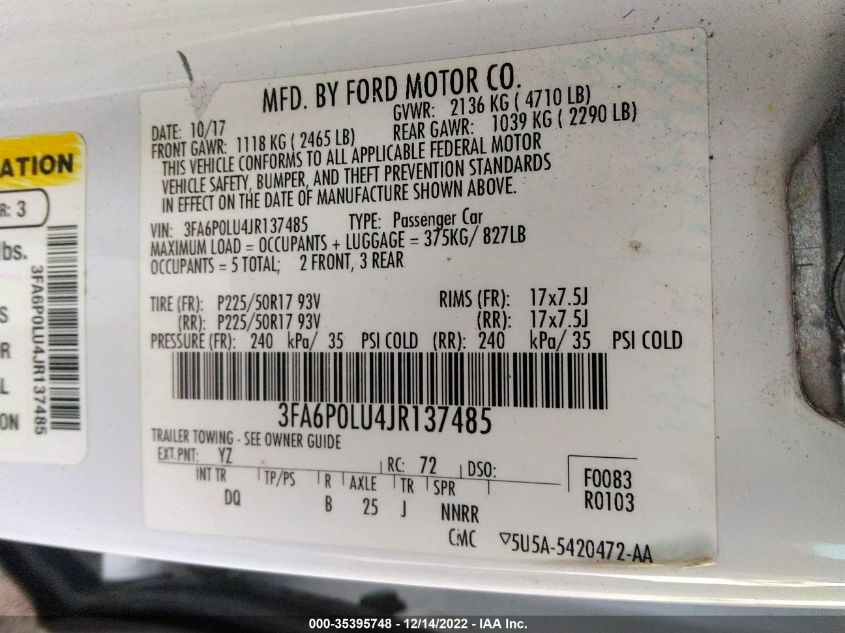 MFD. BY FORD MOTOR CO.
DATE: 10/17 GVWR: 2136 KG ( 4710 LB)
FRONT GAWR: 1118 KG ( 2465 LB) REAR GAWR: 1039 KG ( 2290 LB)
THIS VEHICLE CONFORMS TO ALL APPLICABLE FEDERAL MOTOR
VEHICLE SAFETY, BUMPER, AND THEFT PREVENTION STANDARDS
IN EFFECT ON THE DATE OF MANUFACTURE SHOWN ABOVE.
VIN: 3FA6P0LU4JR137485 TYPE: Passenger Car
MAXIMUM LOAD = OCCUPANTS + LUGGAGE = 375KG/ 827LB
OCCUPANTS = 5 TOTAL; 2 FRONT, 3 REAR
TIRE (FR): P225/50R17 93V RIMS (FR): 17x7.5J
(RR): P225/50R17 93V (RR): 17x7.5J
PRESSURE (FR): 240 kPa/ 35 PSI COLD (RR): 240 kPa/ 35 PSI COLD
3FA6P0LU4JR137485
TRAILER TOWING - SEE OWNER GUIDE
EXT.PNT: YZ RC: 72 DSO:
INT TR TP/PS R AXLE TR SPR
DQ B 25 J NNRR
F0083
R0103
CMC ▽5U5A-5420472-AA
ATION
R: 3
lbs.
S
R
L
ON
3FA6P0LU4JR137485
000-35395748 - 12/14/2022 - IAA Inc.